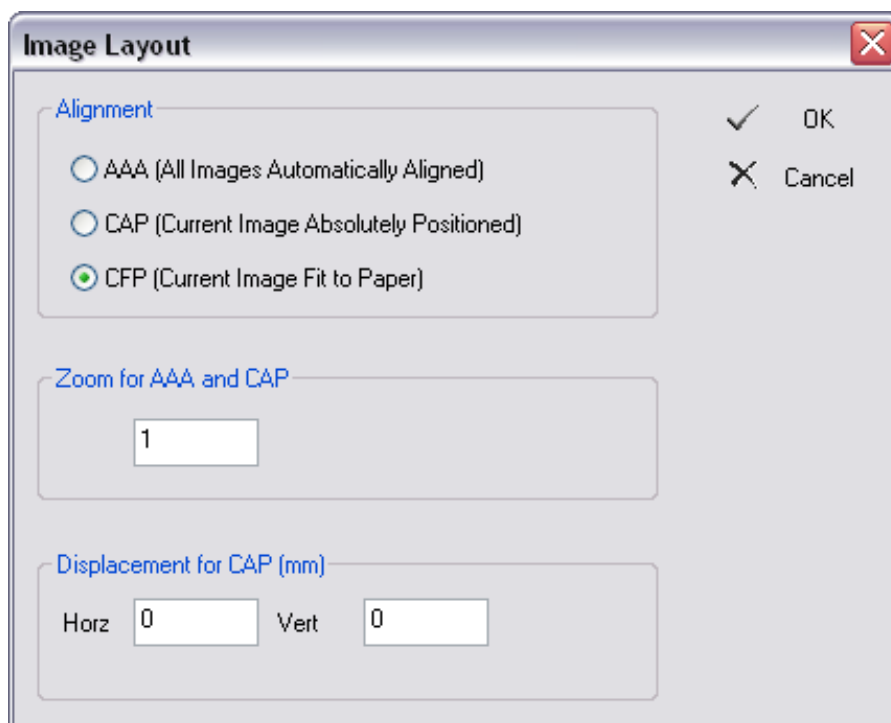 Image Layout
Alignment
AAA (All Images Automatically Aligned)
CAP (Current Image Absolutely Positioned)
CFP (Current Image Fit to Paper)
OK
Cancel
Zoom for AAA and CAP
1
Displacement for CAP (mm)
Horz 0 Vert 0